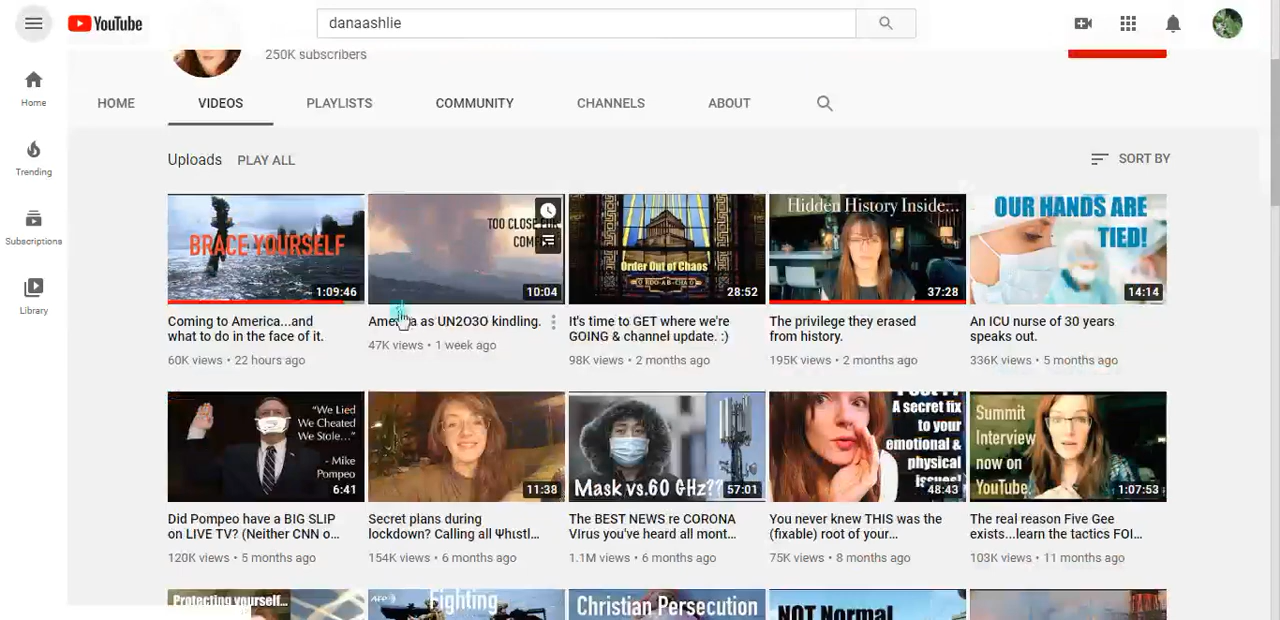 YouTube
danaashlie
250K subscribers
Home
Trending
Subscriptions
Library
HOME
VIDEOS
PLAYLISTS
COMMUNITY
CHANNELS
ABOUT
Uploads
PLAY ALL
SORT BY
BRACE YOURSELF
1:09:46
TOO CLOSE FOR
10:04
Order Out of Chaos
28:52
Hidden History Inside...
37:28
OUR HANDS ARE
TIED!
14:14
Coming to America...and
what to do in the face of it.
60K views • 22 hours ago
America as UN2O3O kindling.
47K views • 1 week ago
It's time to GET where we're
GOING & channel update. :)
98K views • 2 months ago
The privilege they erased
from history.
195K views • 2 months ago
An ICU nurse of 30 years
speaks out.
336K views • 5 months ago
"We Lied
We Cheated
We Stole..."
- Mike
Pompeo
6:41
11:38
Mask vs.60 GHz??
57:01
A secret fix
to your
emotional &
physical
issues!
48:43
Summit
Interview
now on
YouTube.
1:07:53
Did Pompeo have a BIG SLIP
on LIVE TV? (Neither CNN o...
120K views • 5 months ago
Secret plans during
lockdown? Calling all Ψhιstl...
154K views • 6 months ago
The BEST NEWS re CORONA
VIrus you've heard all mont...
1.1M views • 6 months ago
You never knew THIS was the
(fixable) root of your...
75K views • 8 months ago
The real reason Five Gee
exists...learn the tactics FOI...
103K views • 11 months ago
Protecting yourself...
Fighting
Christian Persecution
NOT Normal